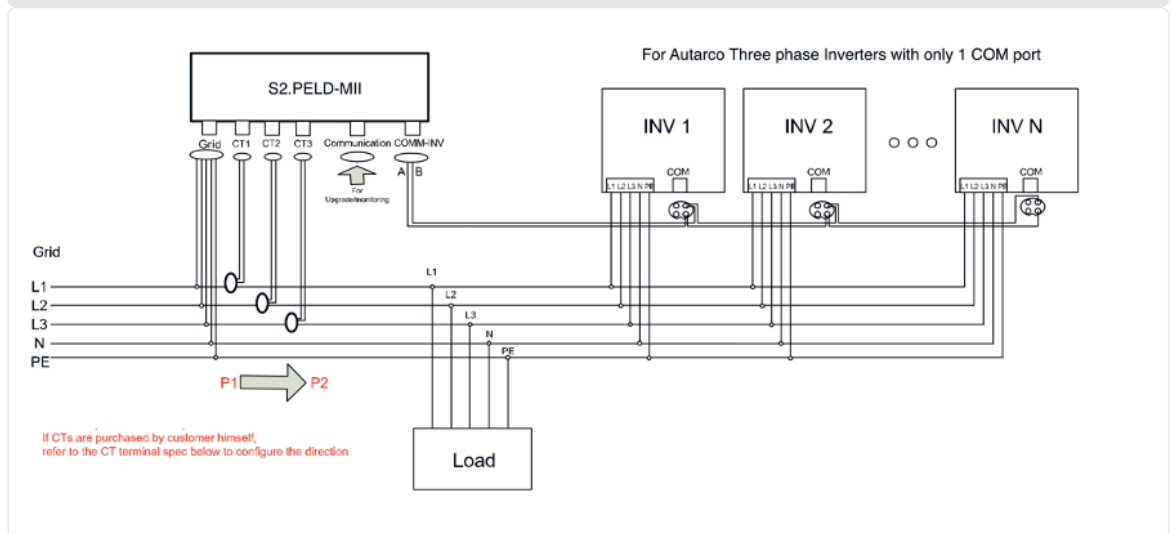 For Autarco Three phase Inverters with only 1 COM port
S2.PELD-MII
Grid CT1 CT2 CT3 Communication COMM-INV
A B
For
Upgrade/monitoring
INV 1
COM
L1 L2 L3 N PE
INV 2
COM
L1 L2 L3 N PE
INV N
COM
L1 L2 L3 N PE
Grid
L1
L2
L3
N
PE
L1
L2
L3
N
PE
P1 P2
If CTs are purchased by customer himself,
refer to the CT terminal spec below to configure the direction
Load